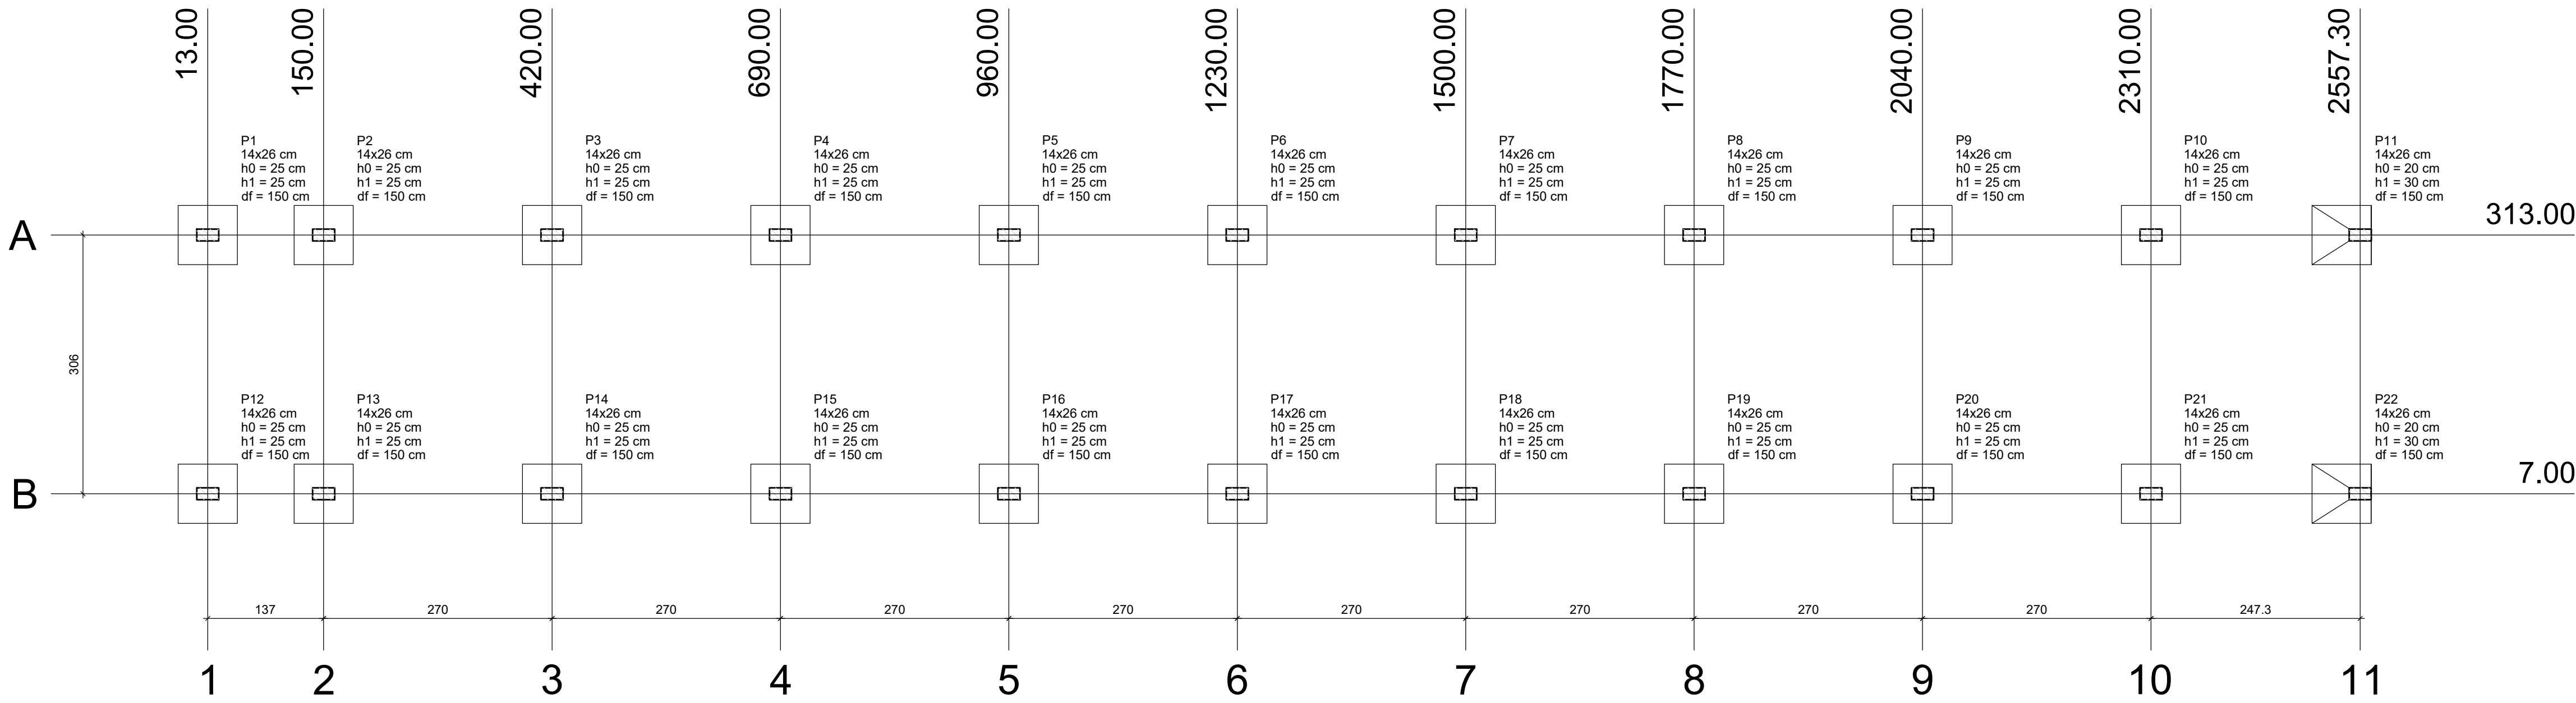 13.00
150.00
420.00
690.00
960.00
1230.00
1500.00
1770.00
2040.00
2310.00
2557.30
P1
14x26 cm
h0 = 25 cm
h1 = 25 cm
df = 150 cm
P2
14x26 cm
h0 = 25 cm
h1 = 25 cm
df = 150 cm
P3
14x26 cm
h0 = 25 cm
h1 = 25 cm
df = 150 cm
P4
14x26 cm
h0 = 25 cm
h1 = 25 cm
df = 150 cm
P5
14x26 cm
h0 = 25 cm
h1 = 25 cm
df = 150 cm
P6
14x26 cm
h0 = 25 cm
h1 = 25 cm
df = 150 cm
P7
14x26 cm
h0 = 25 cm
h1 = 25 cm
df = 150 cm
P8
14x26 cm
h0 = 25 cm
h1 = 25 cm
df = 150 cm
P9
14x26 cm
h0 = 25 cm
h1 = 25 cm
df = 150 cm
P10
14x26 cm
h0 = 25 cm
h1 = 25 cm
df = 150 cm
P11
14x26 cm
h0 = 20 cm
h1 = 30 cm
df = 150 cm
A
313.00
306
P12
14x26 cm
h0 = 25 cm
h1 = 25 cm
df = 150 cm
P13
14x26 cm
h0 = 25 cm
h1 = 25 cm
df = 150 cm
P14
14x26 cm
h0 = 25 cm
h1 = 25 cm
df = 150 cm
P15
14x26 cm
h0 = 25 cm
h1 = 25 cm
df = 150 cm
P16
14x26 cm
h0 = 25 cm
h1 = 25 cm
df = 150 cm
P17
14x26 cm
h0 = 25 cm
h1 = 25 cm
df = 150 cm
P18
14x26 cm
h0 = 25 cm
h1 = 25 cm
df = 150 cm
P19
14x26 cm
h0 = 25 cm
h1 = 25 cm
df = 150 cm
P20
14x26 cm
h0 = 25 cm
h1 = 25 cm
df = 150 cm
P21
14x26 cm
h0 = 25 cm
h1 = 25 cm
df = 150 cm
P22
14x26 cm
h0 = 20 cm
h1 = 30 cm
df = 150 cm
B
7.00
137
270
270
270
270
270
270
270
270
247.3
1
2
3
4
5
6
7
8
9
10
11